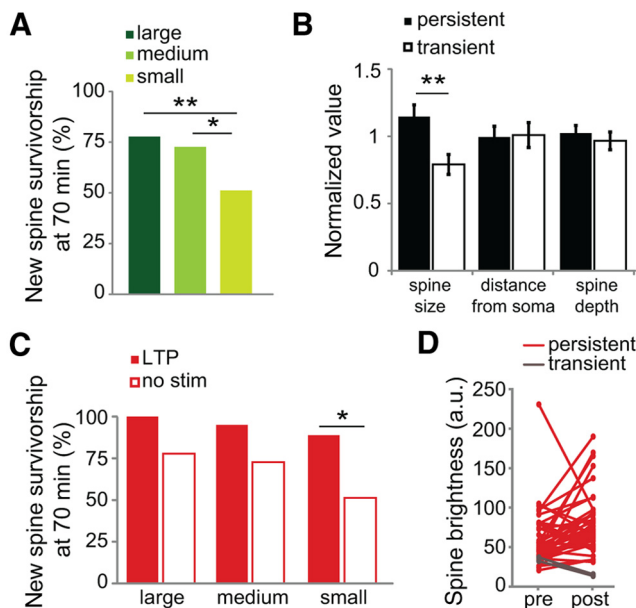 A
large
medium
small
New spine survivorship
at 70 min (%)
100
75
50
25
0
**
*
B
persistent
transient
Normalized value
1.5
1
0.5
0
**
spine
size
distance
from soma
spine
depth
C
LTP
no stim
New spine survivorship
at 70 min (%)
100
75
50
25
0
*
large
medium
small
D
persistent
transient
Spine brightness (a.u.)
250
200
150
100
50
0
pre
post